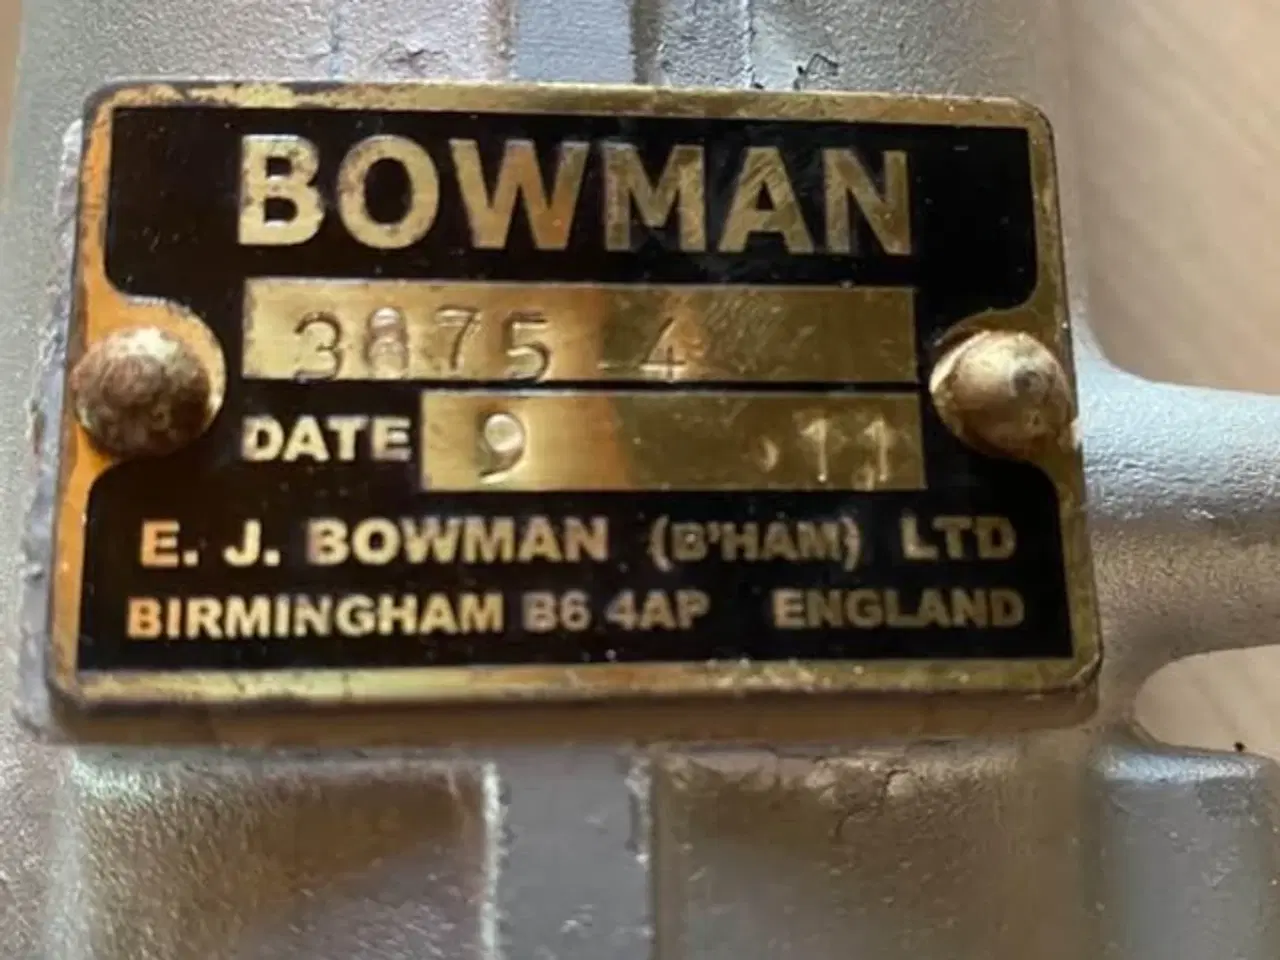 BOWMAN
3875 4
DATE 9 11
E. J. BOWMAN (B'HAM) LTD
BIRMINGHAM B6 4AP ENGLAND